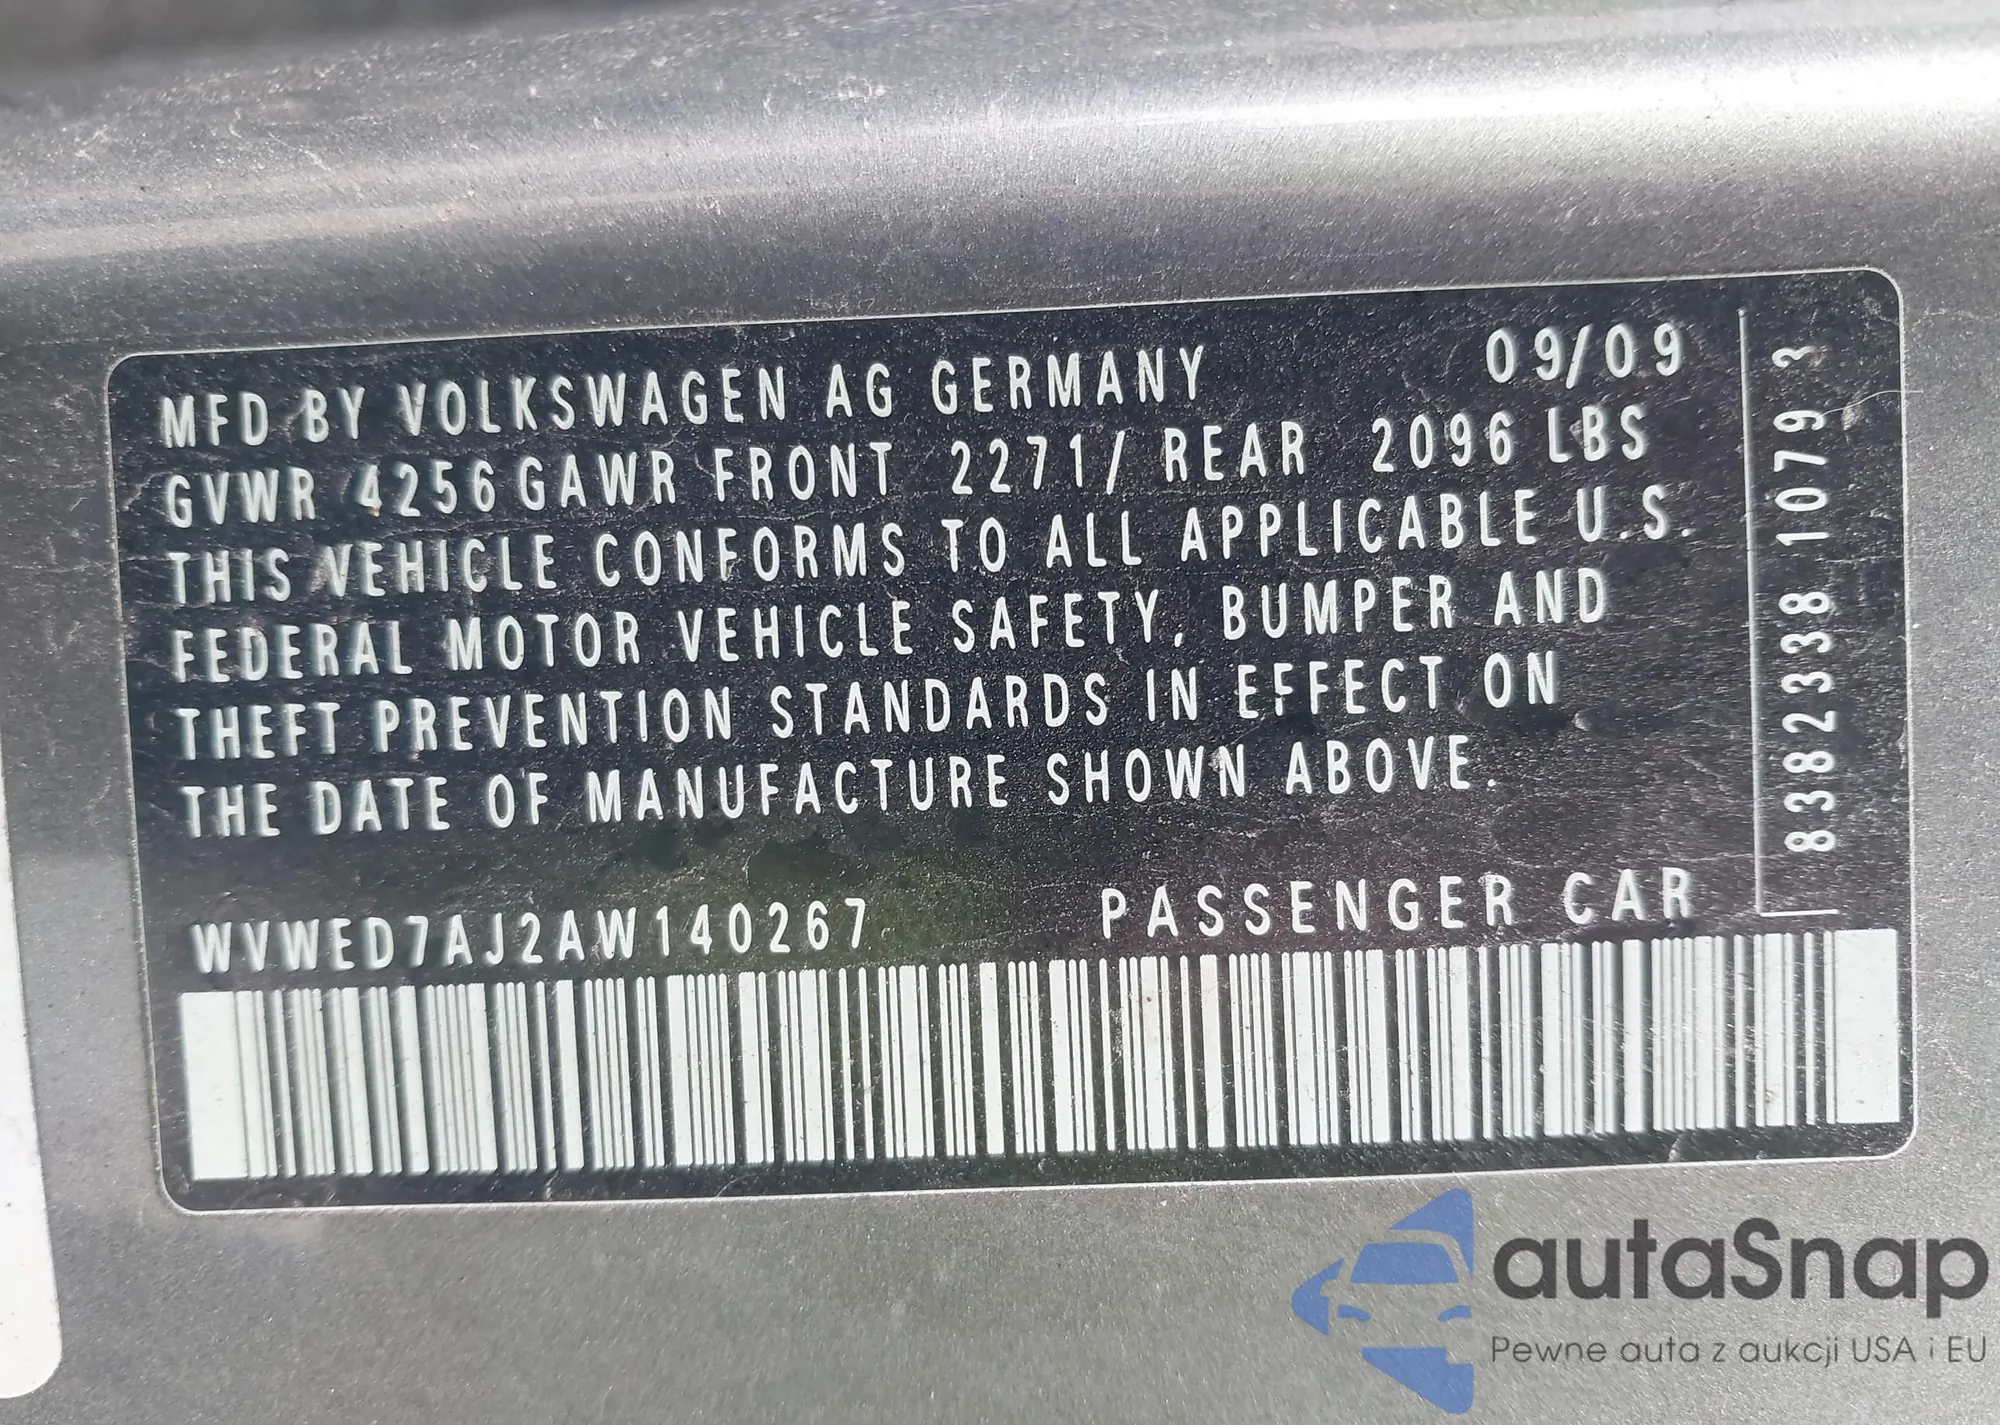 MFD BY VOLKSWAGEN AG GERMANY 09/09
GVWR 4256 GAWR FRONT 2271/ REAR 2096 LBS
THIS VEHICLE CONFORMS TO ALL APPLICABLE U.S.
FEDERAL MOTOR VEHICLE SAFETY, BUMPER AND
THEFT PREVENTION STANDARDS IN EFFECT ON
THE DATE OF MANUFACTURE SHOWN ABOVE.
WVWED7AJ2AW140267 PASSENGER CAR
8382338 1079 3
autaSnap
Pewne auta z aukcji USA i EU